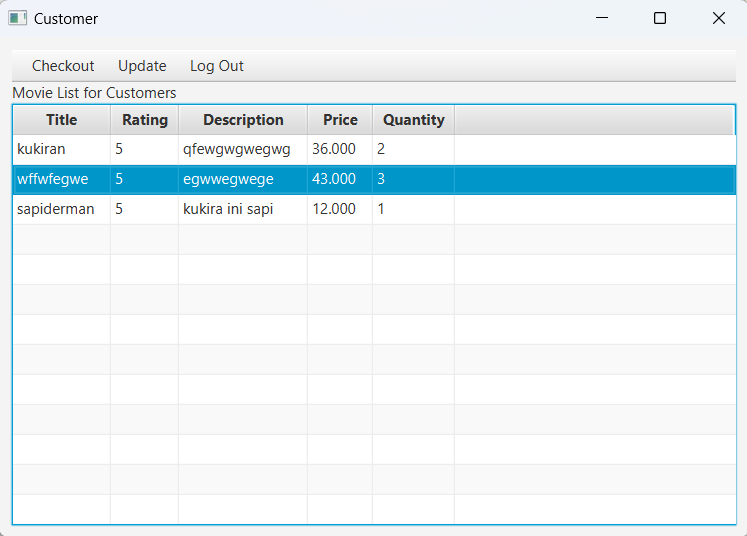 Customer
Checkout Update Log Out
Movie List for Customers
Title Rating Description Price Quantity
kukiran 5 qfewgwgwegwg 36.000 2
wffwfegwe 5 egwwegwege 43.000 3
sapiderman 5 kukira ini sapi 12.000 1